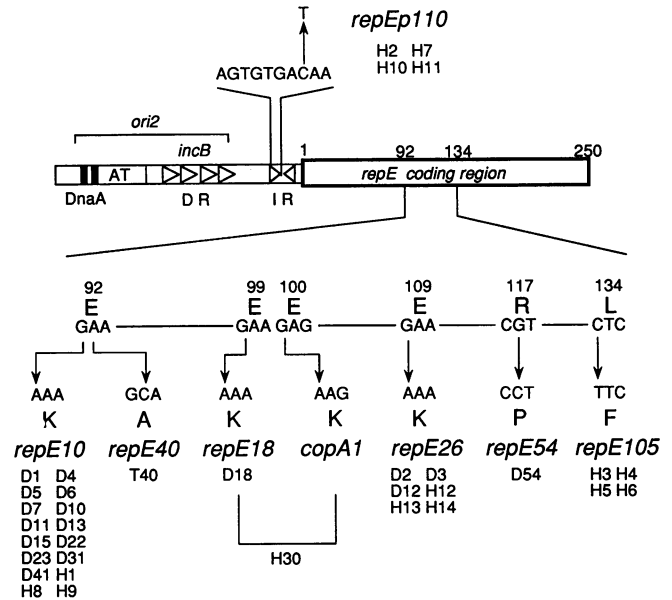 T repEp110
H2 H7
AGTGTGACAA H10 H11
ori2
incB 1 92 134 250
AT repE coding region
DnaA D R I R
92 99 100 109 117 134
E E E E R L
GAA GAA GAG GAA CGT CTC
AAA GCA AAA AAG AAA CCT TTC
K A K K K P F
repE10 repE40 repE18 copA1 repE26 repE54 repE105
D1 D4 T40 D18 D2 D3 D54 H3 H4
D5 D6 D12 H12 H5 H6
D7 D10 H13 H14
D11 D13
D15 D22
D23 D31 H30
D41 H1
H8 H9